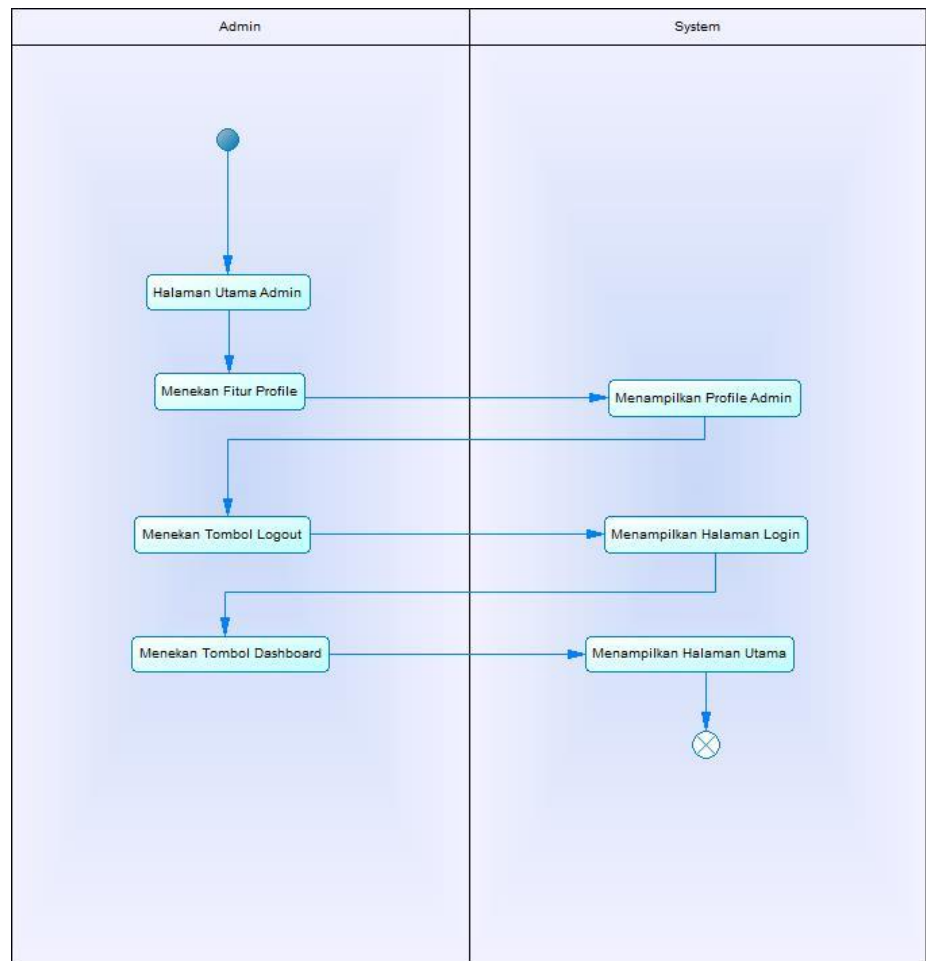 Admin
System
Halaman Utama Admin
Menekan Fitur Profile
Menampilkan Profile Admin
Menekan Tombol Logout
Menampilkan Halaman Login
Menekan Tombol Dashboard
Menampilkan Halaman Utama